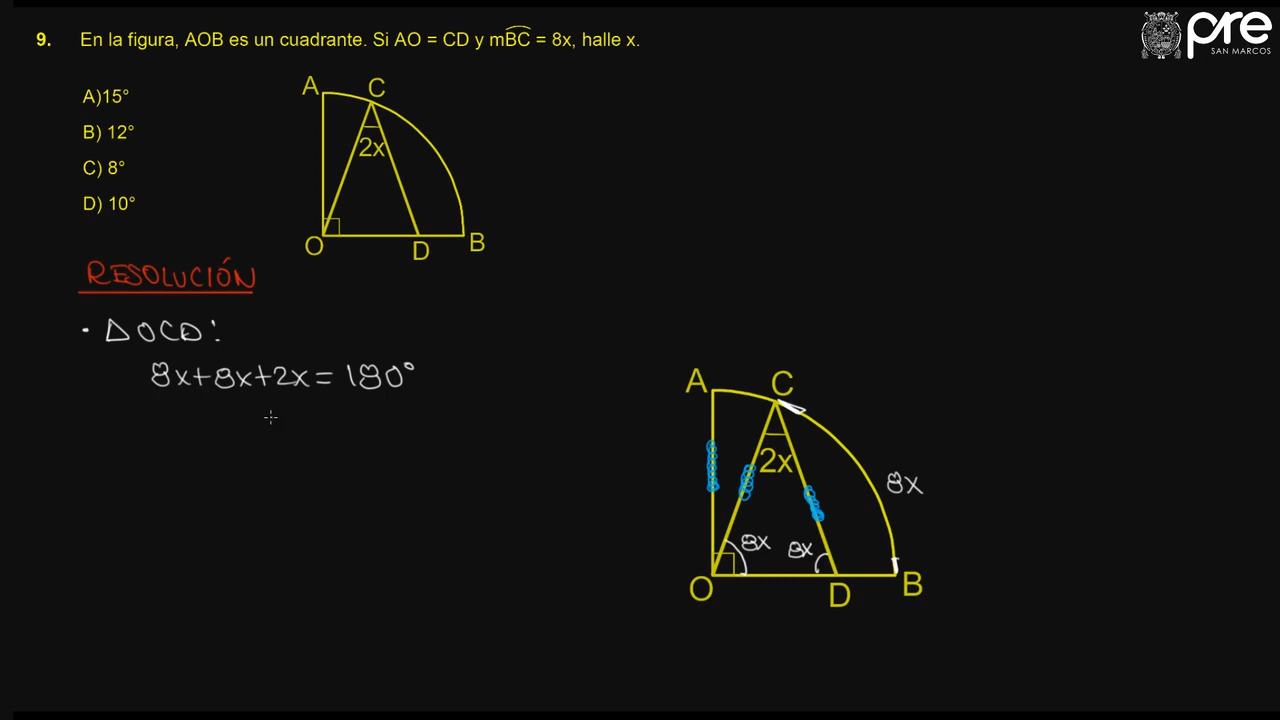 9. En la figura, AOB es un cuadrante. Si AO = CD y mBC = 8x, halle x.
pre
SAN MARCOS
A)15°
B) 12°
C) 8°
D) 10°
A
C
2x
O
D
B
RESOLUCIÓN
• △OCD:
8x+8x+2x=180°
A
C
2x
8x
8x
8x
O
D
B